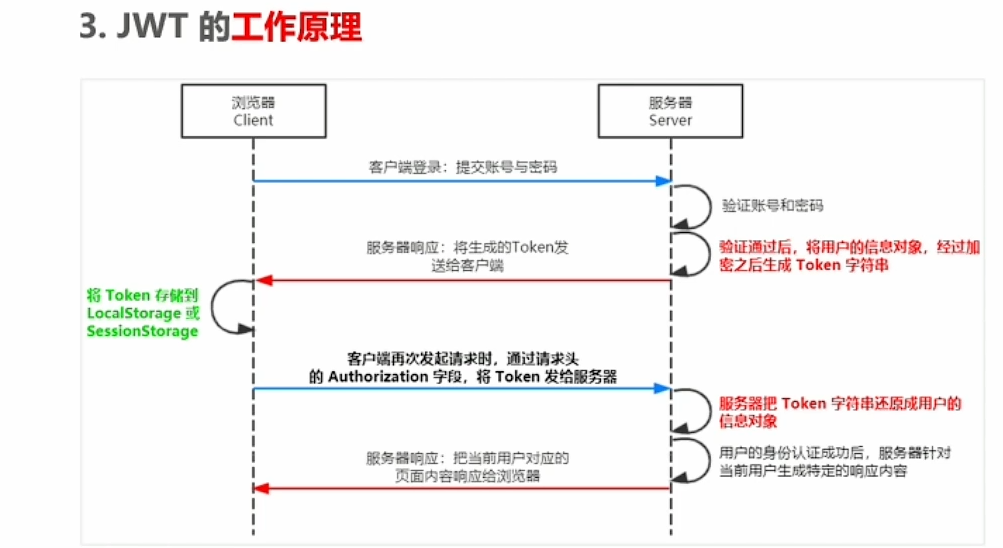 3. JWT 的工作原理
浏览器
Client
服务器
Server
客户端登录：提交账号与密码
验证账号和密码
验证通过后，将用户的信息对象，经过加
密之后生成 Token 字符串
服务器响应：将生成的Token发
送给客户端
将 Token 存储到
LocalStorage 或
SessionStorage
客户端再次发起请求时，通过请求头
的 Authorization 字段，将 Token 发给服务器
服务器把 Token 字符串还原成用户的
信息对象
用户的身份认证成功后，服务器针对
当前用户生成特定的响应内容
服务器响应：把当前用户对应的
页面内容响应给浏览器